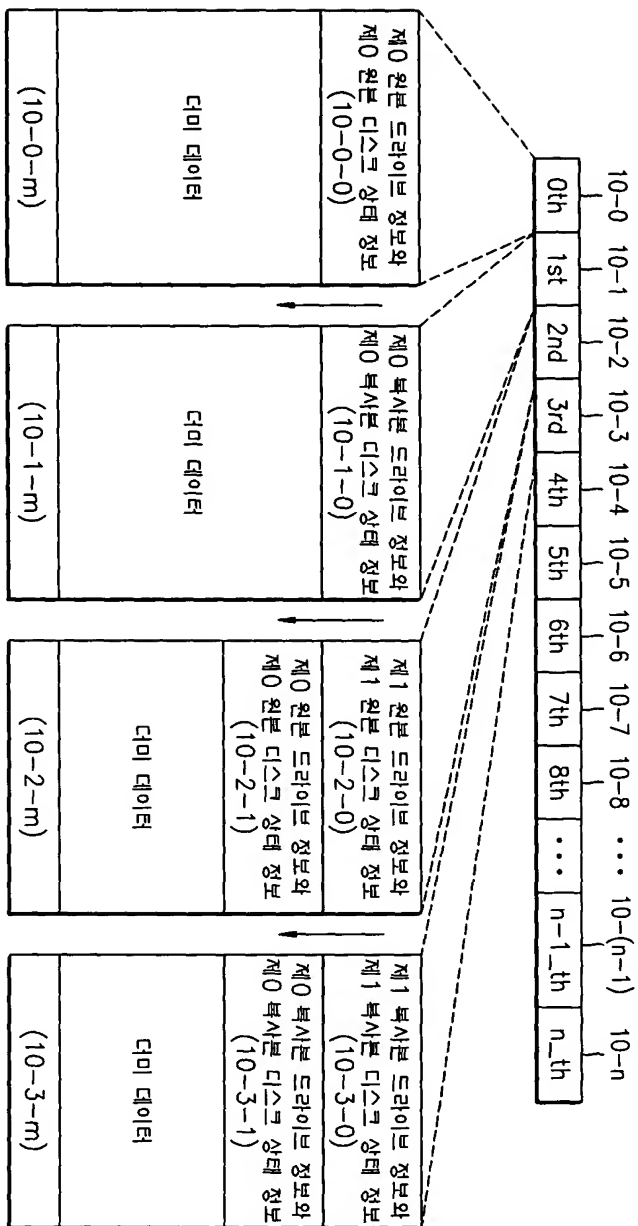 10-0 10-1 10-2 10-3 10-4 10-5 10-6 10-7 10-8 ••• 10-(n-1) 10-n
0th 1st 2nd 3rd 4th 5th 6th 7th 8th ••• n-1_th n_th
제0 원본 드라이브 정보와
제0 원본 디스크 상태 정보
(10-0-0)
더미 데이터
(10-0-m)
제0 복사본 드라이브 정보와
제0 복사본 디스크 상태 정보
(10-1-0)
더미 데이터
(10-1-m)
제1 원본 드라이브 정보와
제1 원본 디스크 상태 정보
(10-2-0)
제0 원본 드라이브 정보와
제0 원본 디스크 상태 정보
(10-2-1)
더미 데이터
(10-2-m)
제1 복사본 드라이브 정보와
제1 복사본 디스크 상태 정보
(10-3-0)
제0 복사본 드라이브 정보와
제0 복사본 디스크 상태 정보
(10-3-1)
더미 데이터
(10-3-m)